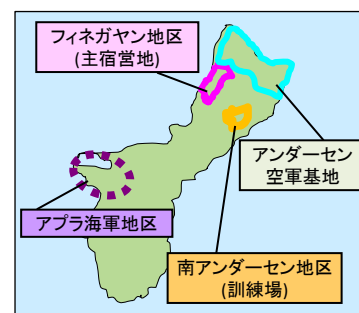 フィネガヤン地区
(主宿営地)
アンダーセン
空軍基地
アプラ海軍地区
南アンダーセン地区
(訓練場)